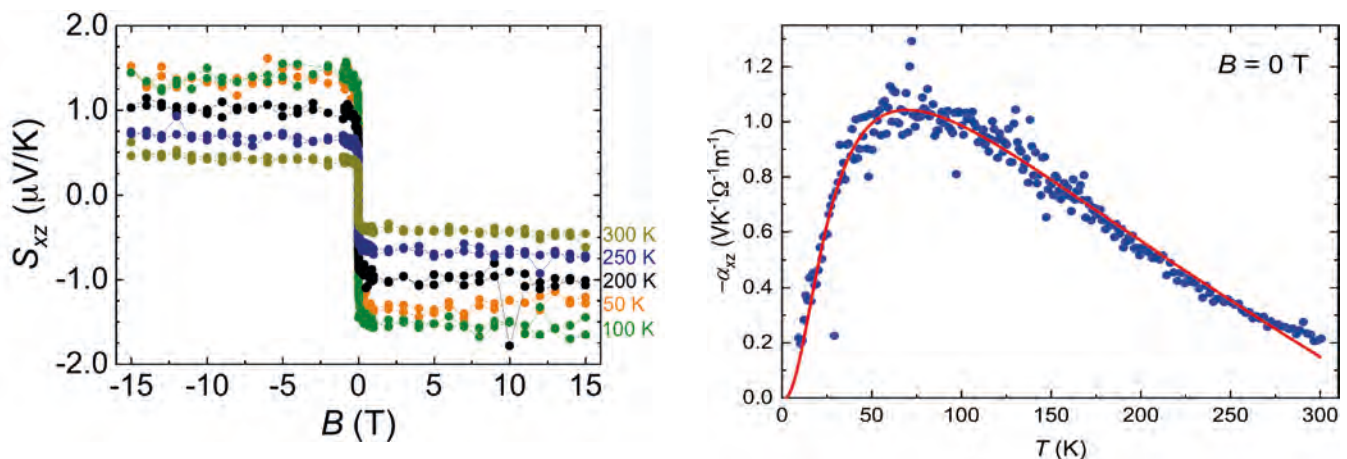 2.0
1.0
0.0
-1.0
-2.0
S_xz (μV/K)
-15 -10 -5 0 5 10 15
B (T)
300 K
250 K
200 K
50 K
100 K
B = 0 T
1.2
1.0
0.8
0.6
0.4
0.2
0.0
−α_xz (VK⁻¹Ω⁻¹m⁻¹)
0 50 100 150 200 250 300
T (K)